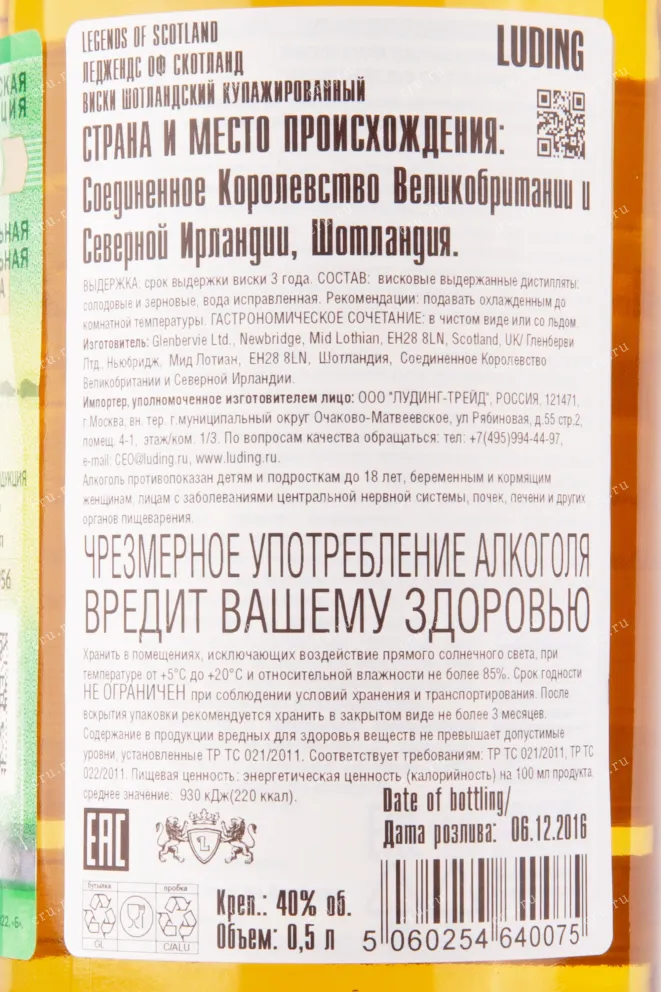 LEGENDS OF SCOTLAND
LUDING
ЛЕДЖЕНДС ОФ СКОТЛАНД
ВИСКИ ШОТЛАНДСКИЙ КУПАЖИРОВАННЫЙ
СТРАНА И МЕСТО ПРОИСХОЖДЕНИЯ:
Соединенное Королевство Великобритании и
Северной Ирландии, Шотландия.
ВЫДЕРЖКА: срок выдержки виски 3 года. СОСТАВ: висковые выдержанные дистилляты:
солодовые и зерновые, вода исправленная. Рекомендации: подавать охлажденным до
комнатной температуры. ГАСТРОНОМИЧЕСКОЕ СОЧЕТАНИЕ: в чистом виде или со льдом.
Изготовитель: Glenbervie Ltd., Newbridge, Mid Lothian, EH28 8LN, Scotland, UK/ Гленберви
Лтд., Ньюбридж, Мид Лотиан, EH28 8LN, Шотландия, Соединенное Королевство
Великобритании и Северной Ирландии.
Импортер, уполномоченное изготовителем лицо: ООО "ЛУДИНГ-ТРЕЙД", РОССИЯ, 121471,
г.Москва, вн. тер. г.муниципальный округ Очаково-Матвеевское, ул Рябиновая, д.55 стр.2,
помещ. 4-1, этаж/ком. 1/3. По вопросам качества обращаться: тел: +7(495)994-44-97,
e-mail: CEO@luding.ru, www.luding.ru.
Алкоголь противопоказан детям и подросткам до 18 лет, беременным и кормящим
женщинам, лицам с заболеваниями центральной нервной системы, почек, печени и других
органов пищеварения.
ЧРЕЗМЕРНОЕ УПОТРЕБЛЕНИЕ АЛКОГОЛЯ
ВРЕДИТ ВАШЕМУ ЗДОРОВЬЮ
Хранить в помещениях, исключающих воздействие прямого солнечного света, при
температуре от +5°С до +20°С и относительной влажности не более 85%. Срок годности
НЕ ОГРАНИЧЕН при соблюдении условий хранения и транспортирования. После
вскрытия упаковки рекомендуется хранить в закрытом виде не более 3 месяцев.
Содержание в продукции вредных для здоровья веществ не превышает допустимые
уровни, установленные ТР ТС 021/2011. Соответствует требованиям: ТР ТС 021/2011, ТР ТС
022/2011. Пищевая ценность: энергетическая ценность (калорийность) на 100 мл продукта,
среднее значение: 930 кДж(220 ккал).
Date of bottling/
Дата розлива: 06.12.2016
EAC
L
бутылка
пробка
GL
C/ALU
Креп.: 40% об.
Объем: 0,5 л
5 060254 640075